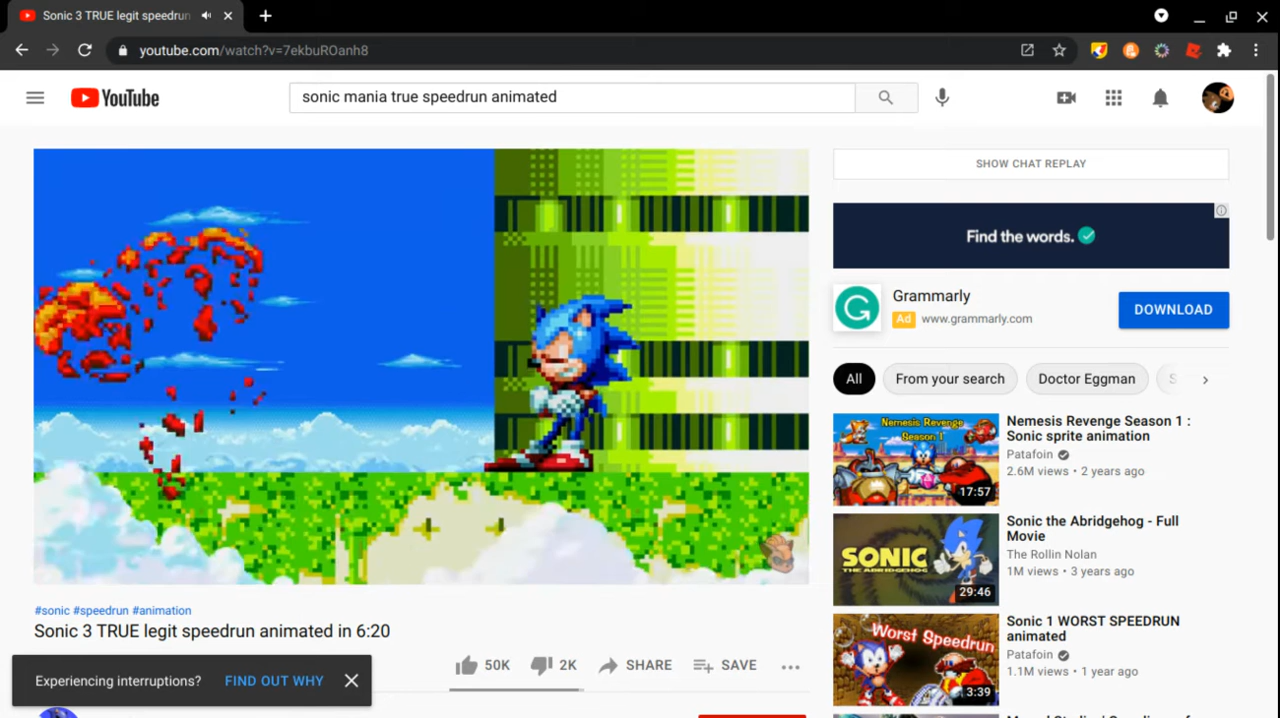 Sonic 3 TRUE legit speedrun
youtube.com/watch?v=7ekbuROanh8
YouTube
sonic mania true speedrun animated
SHOW CHAT REPLAY
Find the words.
Grammarly
Ad www.grammarly.com
DOWNLOAD
All
From your search
Doctor Eggman
Nemesis Revenge
Season 1
17:57
Nemesis Revenge Season 1 :
Sonic sprite animation
Patafoin
2.6M views • 2 years ago
SONIC
THE ABRIDGEHOG
29:46
Sonic the Abridgehog - Full
Movie
The Rollin Nolan
1M views • 3 years ago
Worst Speedrun
3:39
Sonic 1 WORST SPEEDRUN
animated
Patafoin
1.1M views • 1 year ago
#sonic #speedrun #animation
Sonic 3 TRUE legit speedrun animated in 6:20
50K
2K
SHARE
SAVE
Experiencing interruptions?
FIND OUT WHY